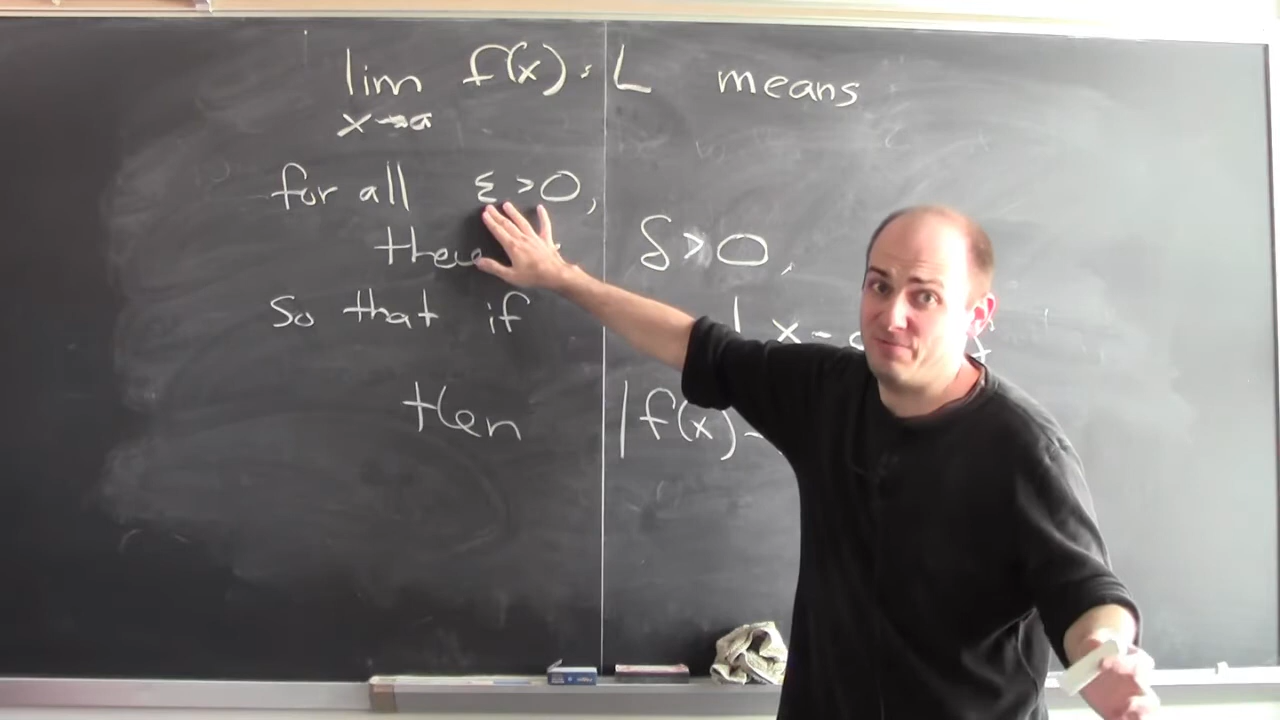 lim f(x) = L means
x→a
for all ε > 0,
there δ > 0,
so that if | x -
then | f(x) -